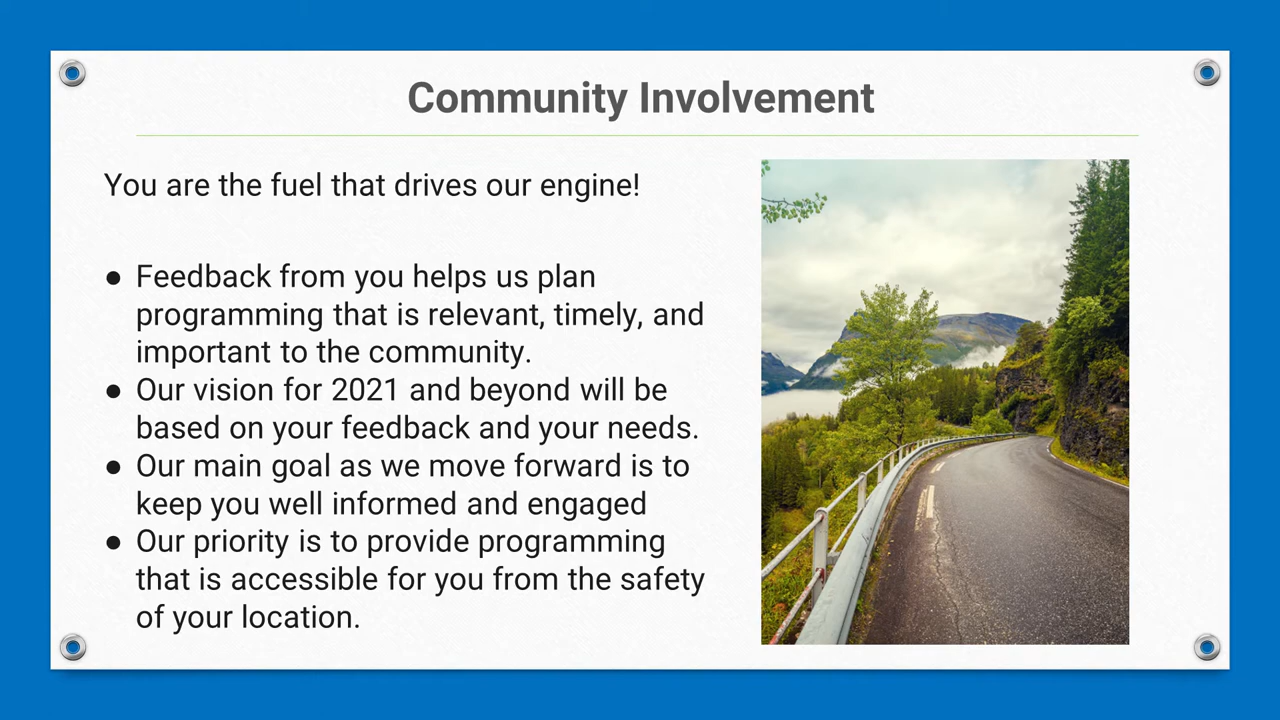 Community Involvement
You are the fuel that drives our engine!
● Feedback from you helps us plan
programming that is relevant, timely, and
important to the community.
● Our vision for 2021 and beyond will be
based on your feedback and your needs.
● Our main goal as we move forward is to
keep you well informed and engaged
● Our priority is to provide programming
that is accessible for you from the safety
of your location.